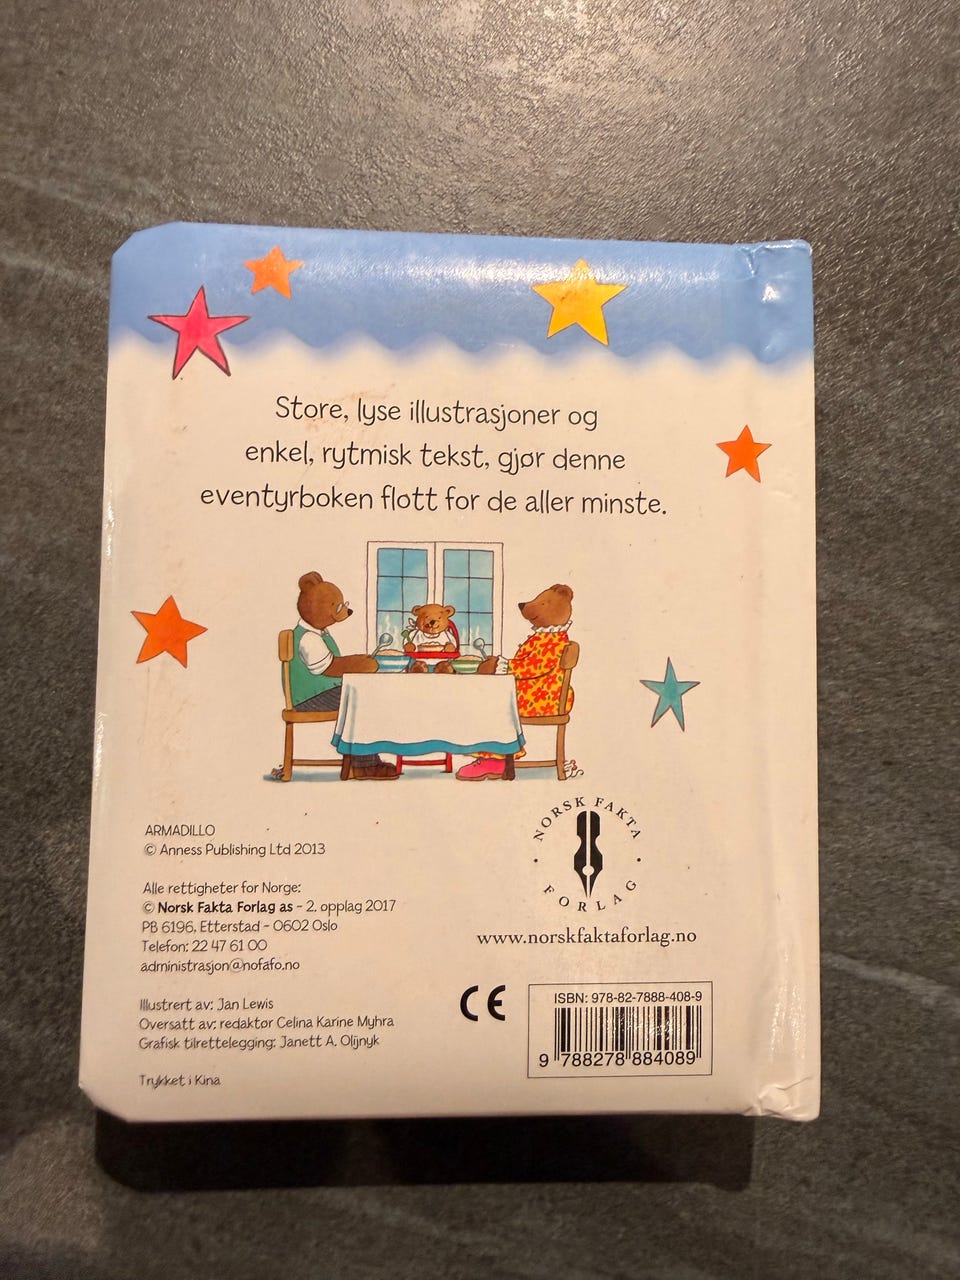 Store, lyse illustrasjoner og
enkel, rytmisk tekst, gjør denne
eventyrboken flott for de aller minste.
ARMADILLO
© Anness Publishing Ltd 2013
Alle rettigheter for Norge:
© Norsk Fakta Forlag as - 2. opplag 2017
PB 6196, Etterstad - 0602 Oslo
Telefon: 22 47 61 00
administrasjon@nofafo.no
Illustrert av: Jan Lewis
Oversatt av: redaktør Celina Karine Myhra
Grafisk tilrettelegging: Janett A. Olijnyk
Trykket i Kina
NORSK FAKTA
FORLAG
www.norskfaktaforlag.no
CE
ISBN: 978-82-7888-408-9
9 788278 884089